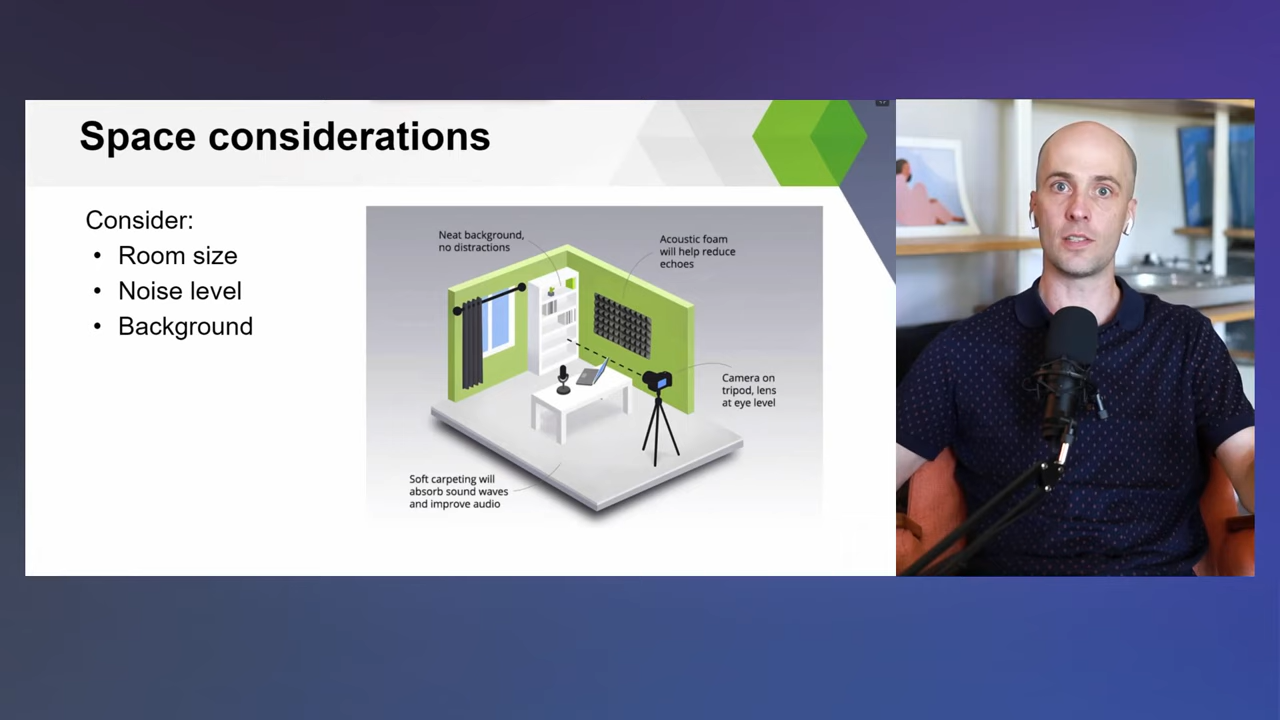 Space considerations
Consider:
• Room size
• Noise level
• Background
Neat background,
no distractions
Acoustic foam
will help reduce
echoes
Camera on
tripod, lens
at eye level
Soft carpeting will
absorb sound waves
and improve audio